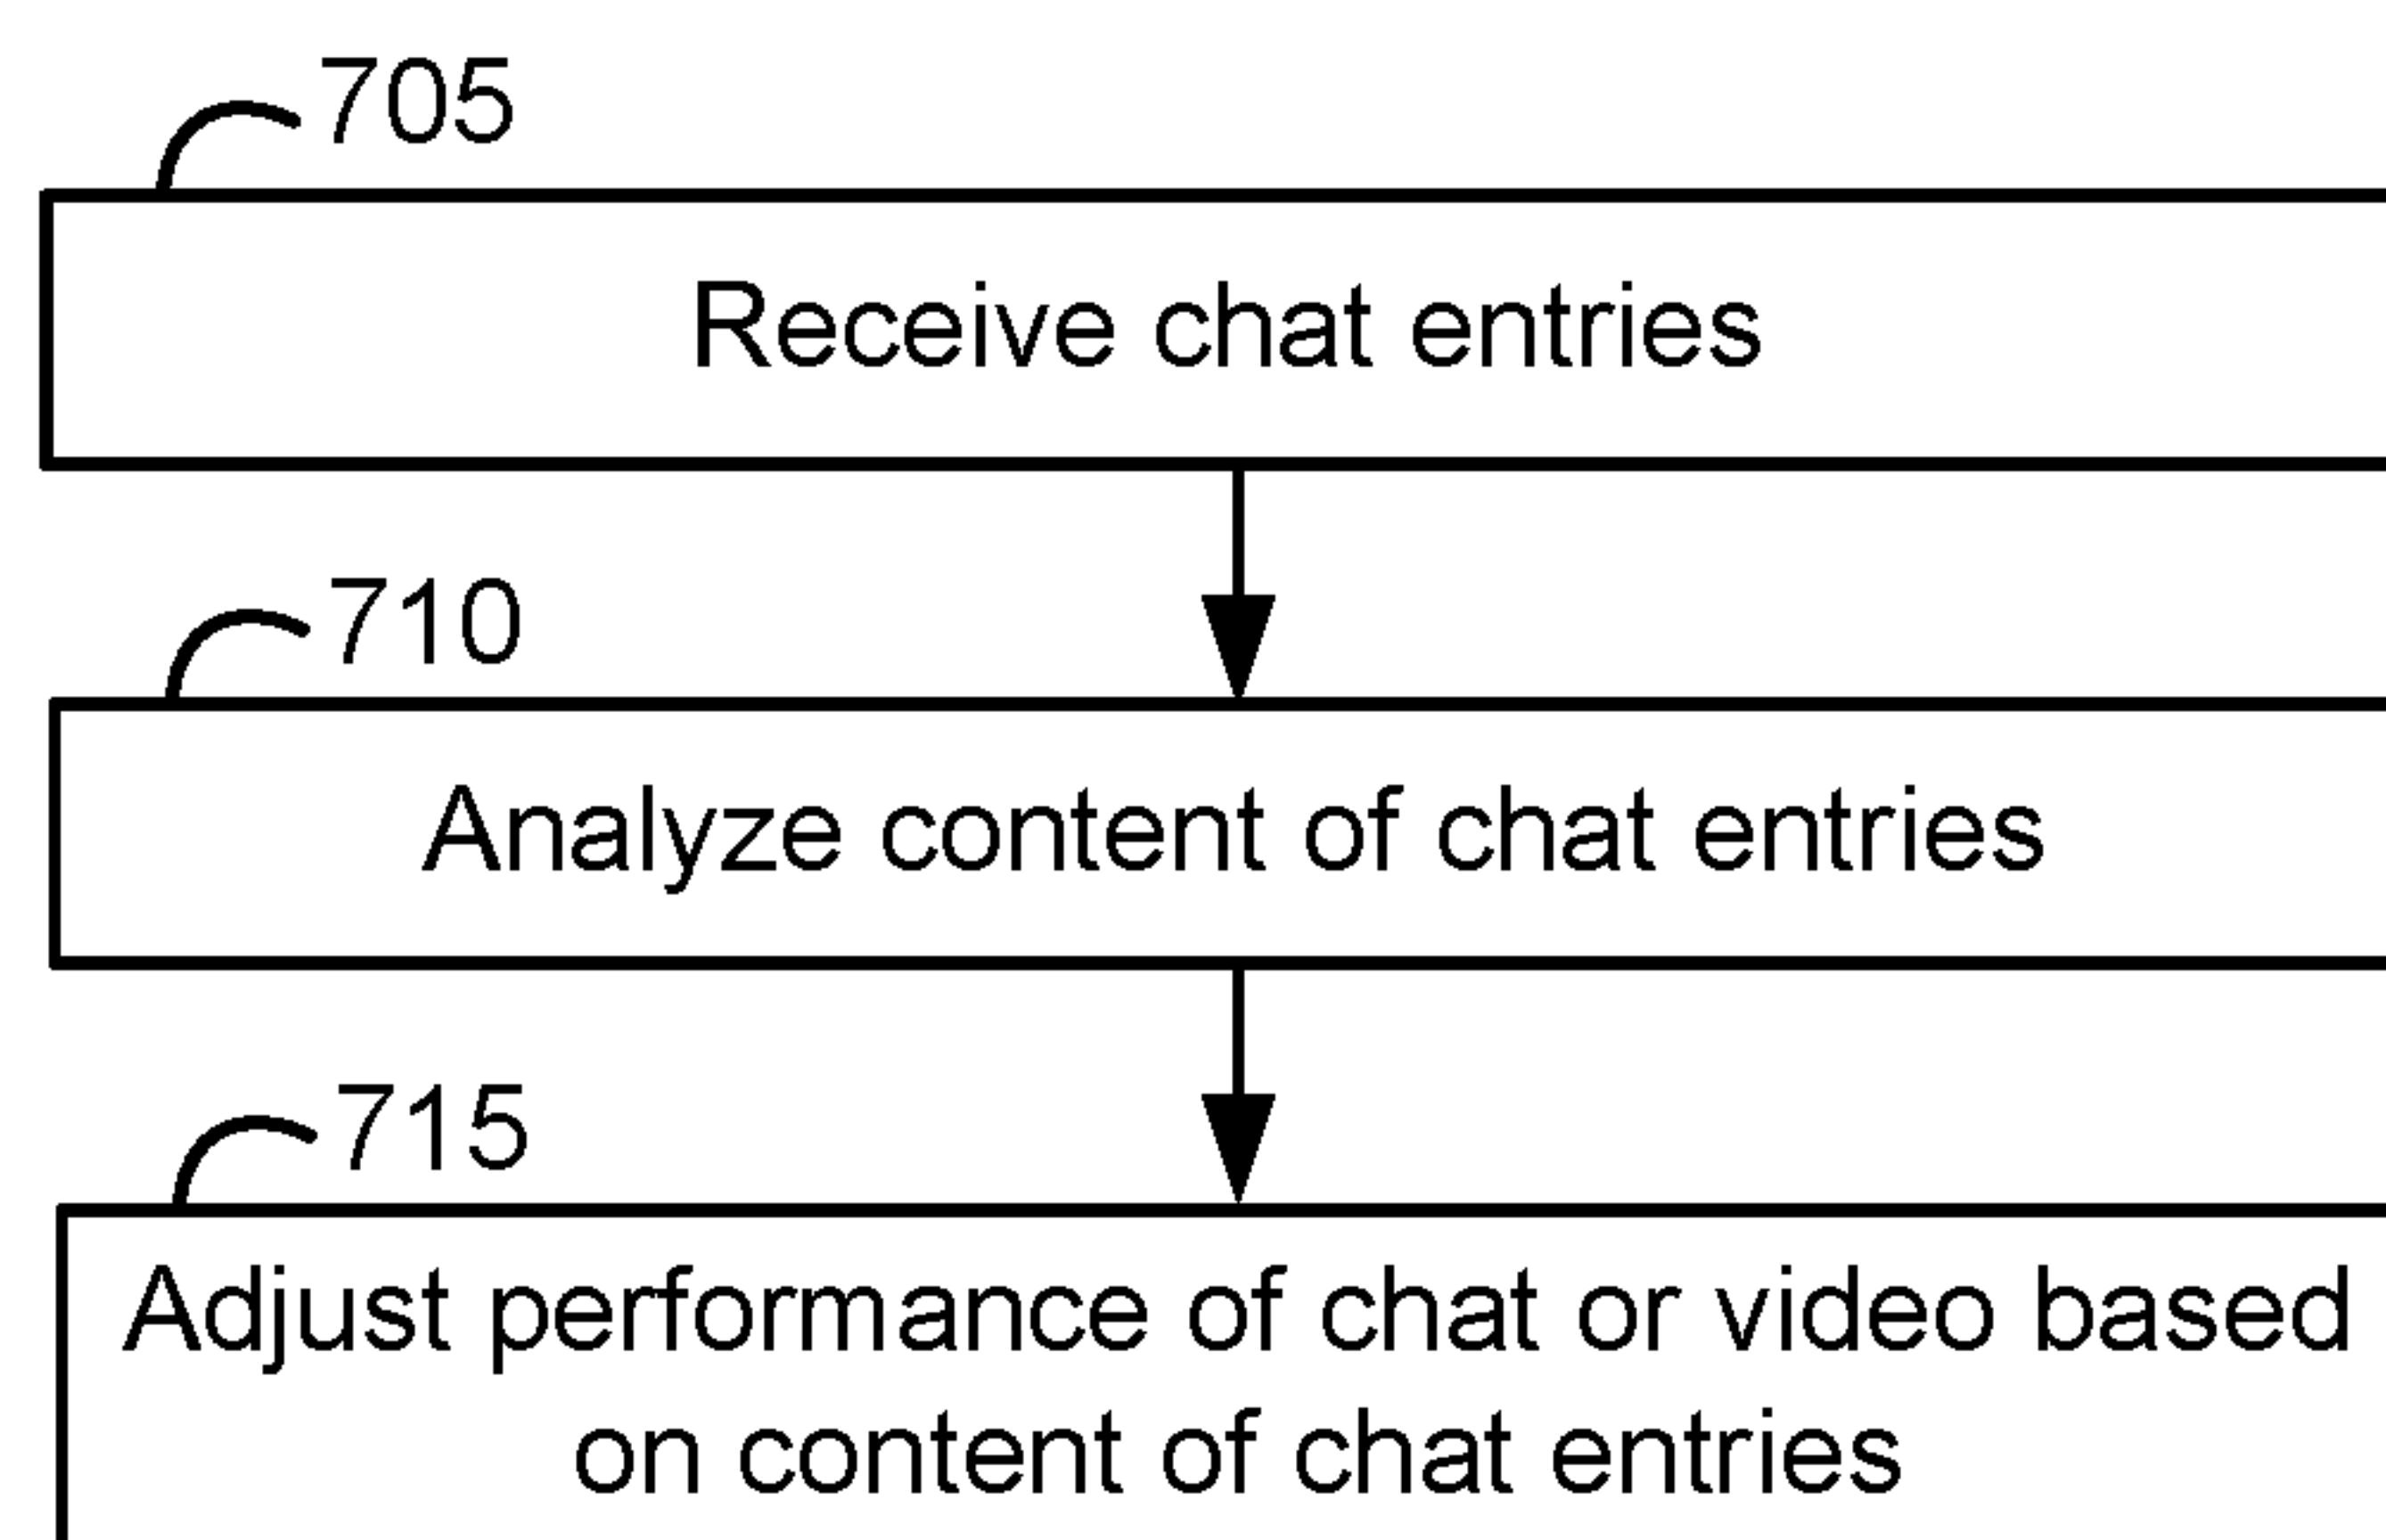 705
Receive chat entries
710
Analyze content of chat entries
715
Adjust performance of chat or video based
on content of chat entries